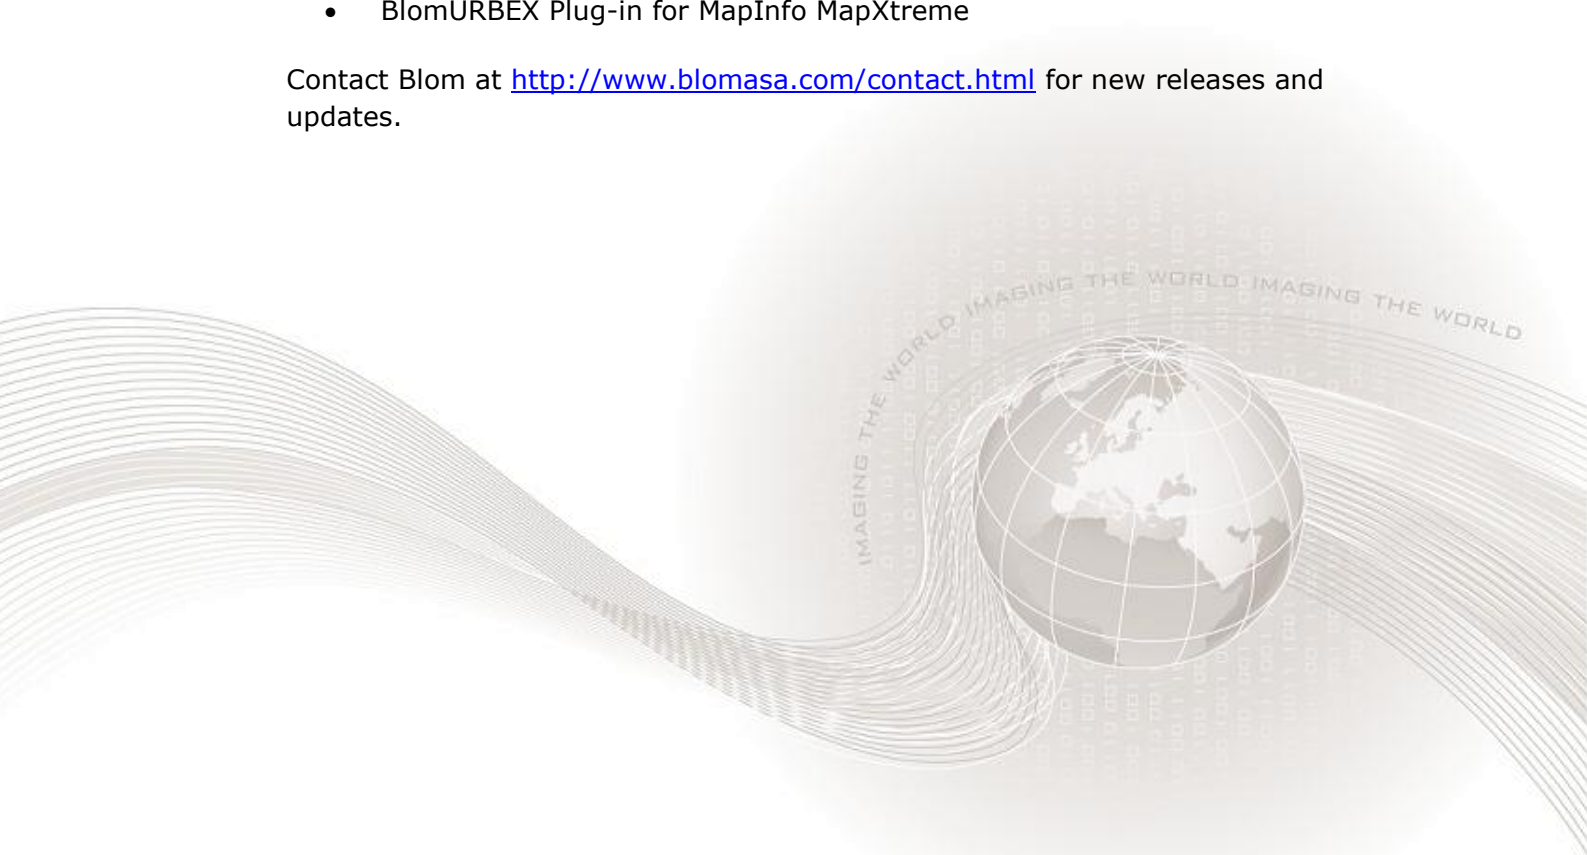 • BlomURBEX Plug-in for MapInfo MapXtreme
Contact Blom at http://www.blomasa.com/contact.html for new releases and
updates.
IMAGING THE WORLD IMAGING THE WORLD IMAGING THE WORLD